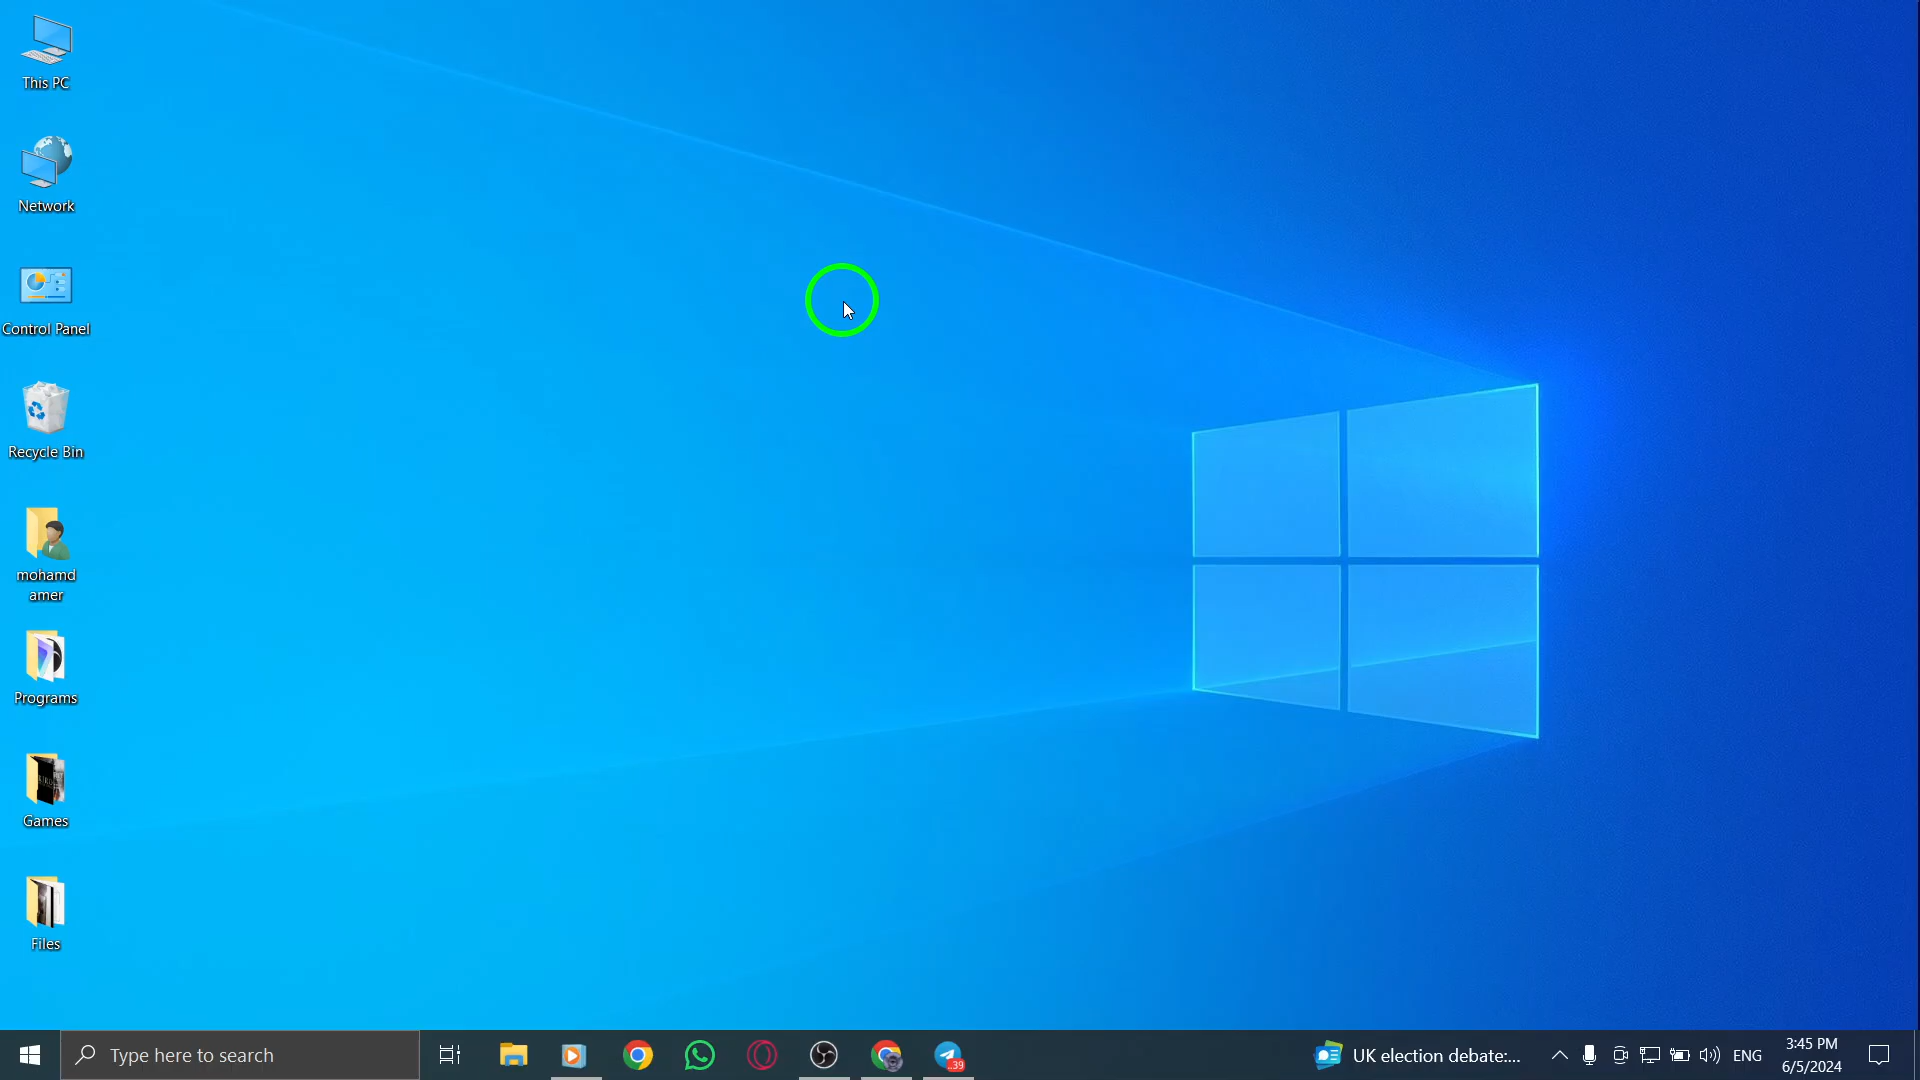 This PC
Network
Control Panel
Recycle Bin
mohamd
amer
Programs
Games
Files
Type here to search
..39
UK election debate:...
ENG
3:45 PM
6/5/2024